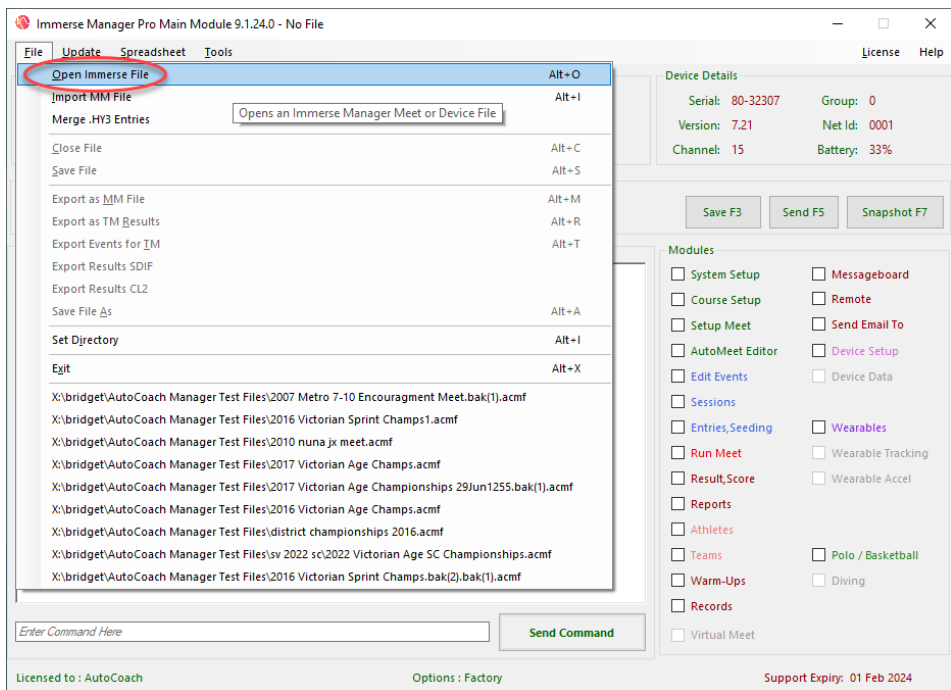 Immerse Manager Pro Main Module 9.1.24.0 - No File
File Update Spreadsheet Tools License Help
Open Immerse File Alt+O
Import MM File Alt+I
Opens an Immerse Manager Meet or Device File
Merge .HY3 Entries
Close File Alt+C
Save File Alt+S
Export as MM File Alt+M
Export as TM Results Alt+R
Export Events for TM Alt+T
Export Results SDIF
Export Results CL2
Save File As Alt+A
Set Directory Alt+I
Exit Alt+X
X:\bridget\AutoCoach Manager Test Files\2007 Metro 7-10 Encouragment Meet.bak(1).acmf
X:\bridget\AutoCoach Manager Test Files\2016 Victorian Sprint Champs1.acmf
X:\bridget\AutoCoach Manager Test Files\2010 nuna jx meet.acmf
X:\bridget\AutoCoach Manager Test Files\2017 Victorian Age Champs.acmf
X:\bridget\AutoCoach Manager Test Files\2017 Victorian Age Championships 29Jun1255.bak(1).acmf
X:\bridget\AutoCoach Manager Test Files\2016 Victorian Age Champs.acmf
X:\bridget\AutoCoach Manager Test Files\district championships 2016.acmf
X:\bridget\AutoCoach Manager Test Files\sv 2022 sc\2022 Victorian Age SC Championships.acmf
X:\bridget\AutoCoach Manager Test Files\2016 Victorian Sprint Champs.bak(2).bak(1).acmf
Device Details
Serial: 80-32307 Group: 0
Version: 7.21 Net Id: 0001
Channel: 15 Battery: 33%
Save F3 Send F5 Snapshot F7
Modules
System Setup Messageboard
Course Setup Remote
Setup Meet Send Email To
AutoMeet Editor Device Setup
Edit Events Device Data
Sessions
Entries,Seeding Wearables
Run Meet Wearable Tracking
Result,Score Wearable Accel
Reports
Athletes
Teams Polo / Basketball
Warm-Ups Diving
Records
Virtual Meet
Enter Command Here Send Command
Licensed to : AutoCoach Options : Factory Support Expiry: 01 Feb 2024